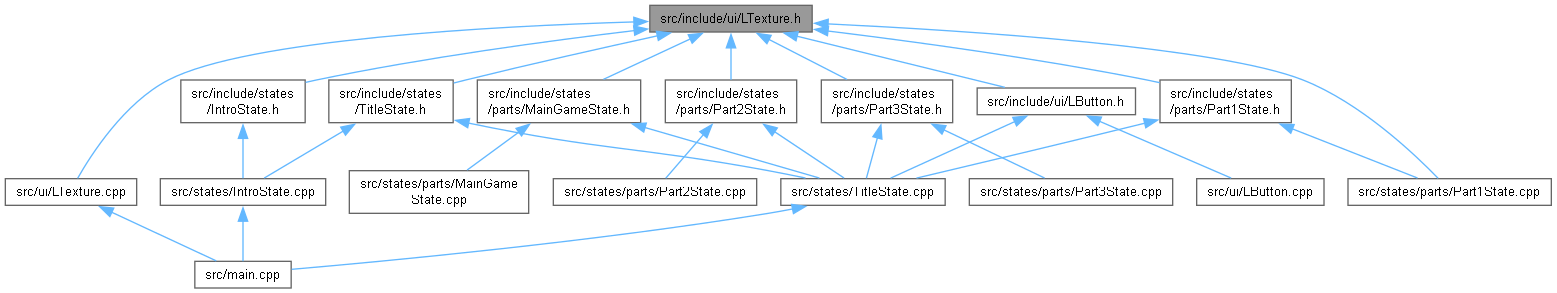 src/include/ui/LTexture.h
src/include/states
/IntroState.h
src/include/states
/TitleState.h
src/include/states
/parts/MainGameState.h
src/include/states
/parts/Part2State.h
src/include/states
/parts/Part3State.h
src/include/ui/LButton.h
src/include/states
/parts/Part1State.h
src/ui/LTexture.cpp
src/states/IntroState.cpp
src/states/parts/MainGame
State.cpp
src/states/parts/Part2State.cpp
src/states/TitleState.cpp
src/states/parts/Part3State.cpp
src/ui/LButton.cpp
src/states/parts/Part1State.cpp
src/main.cpp